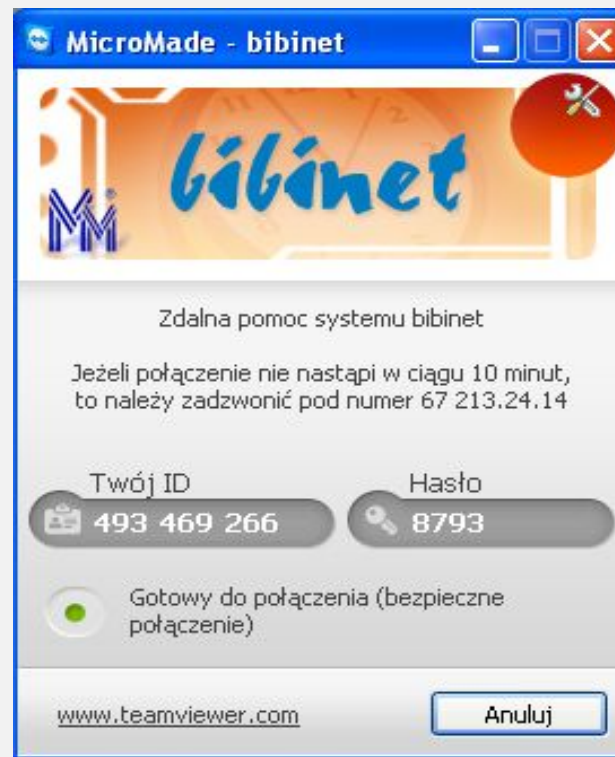 MicroMade - bibinet
bibinet
MM
Zdalna pomoc systemu bibinet
Jeżeli połączenie nie nastąpi w ciągu 10 minut,
to należy zadzwonić pod numer 67 213.24.14
Twój ID
Hasło
493 469 266
8793
Gotowy do połączenia (bezpieczne
połączenie)
www.teamviewer.com
Anuluj